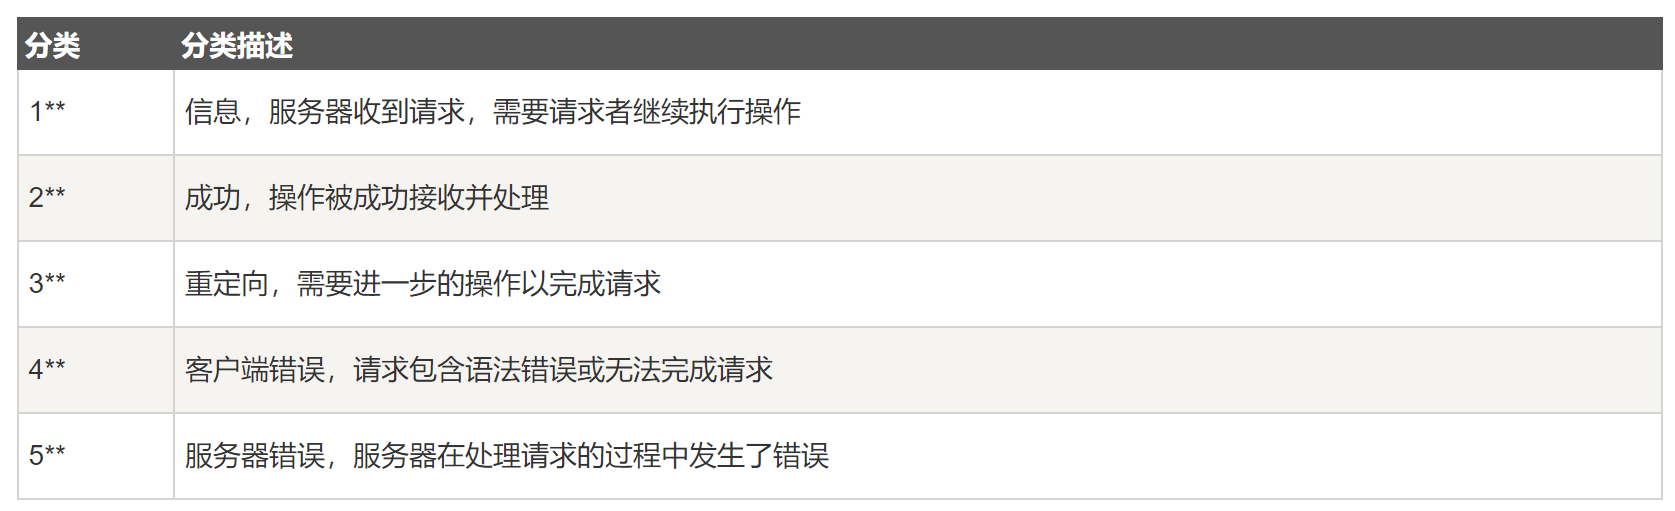 分类 分类描述
1** 信息，服务器收到请求，需要请求者继续执行操作
2** 成功，操作被成功接收并处理
3** 重定向，需要进一步的操作以完成请求
4** 客户端错误，请求包含语法错误或无法完成请求
5** 服务器错误，服务器在处理请求的过程中发生了错误